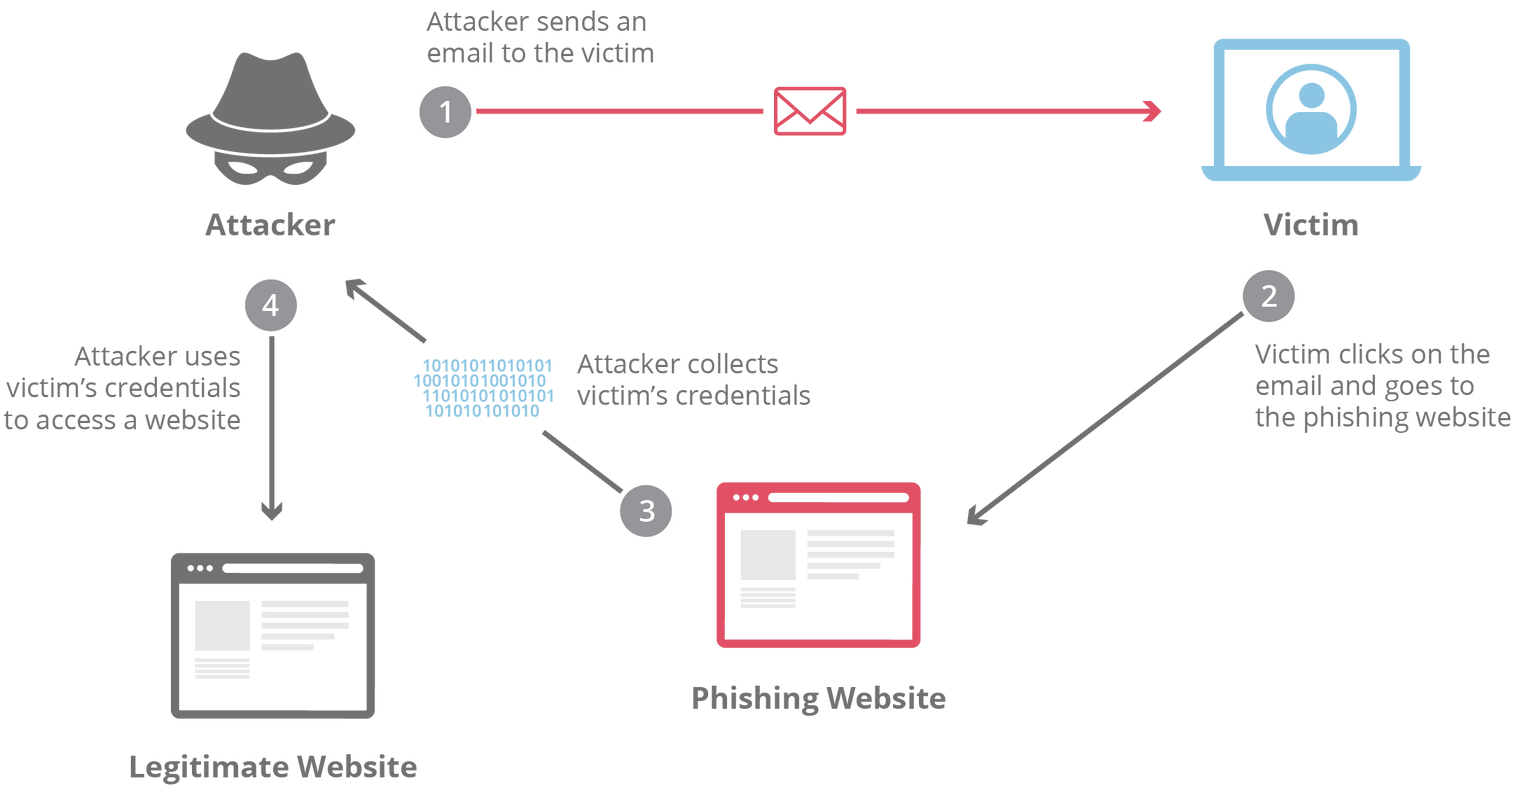 Attacker sends an
email to the victim
1
Attacker
Victim
4
2
Attacker uses
victim's credentials
to access a website
10101011010101
10010101001010
11010101010101
101010101010
Attacker collects
victim's credentials
Victim clicks on the
email and goes to
the phishing website
3
Phishing Website
Legitimate Website